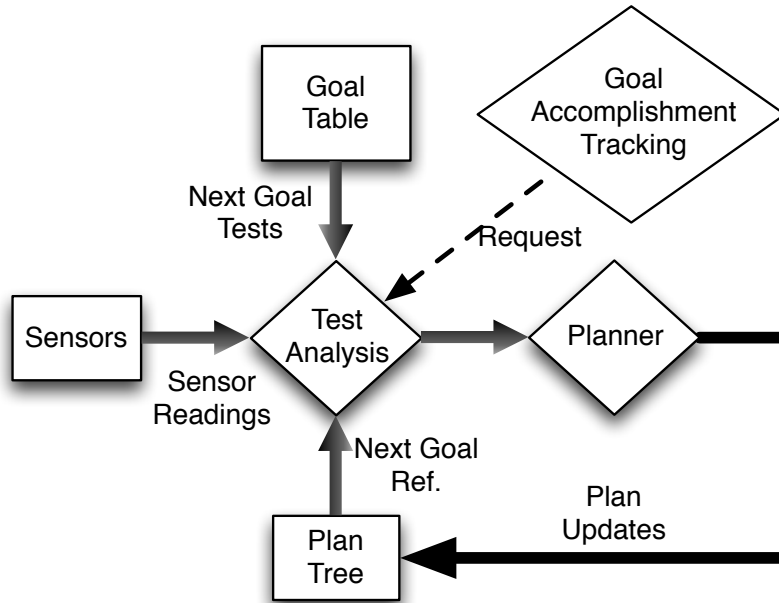 Goal
Table
Goal
Accomplishment
Tracking
Next Goal
Tests
Request
Sensors
Test
Analysis
Planner
Sensor
Readings
Next Goal
Ref.
Plan
Updates
Plan
Tree